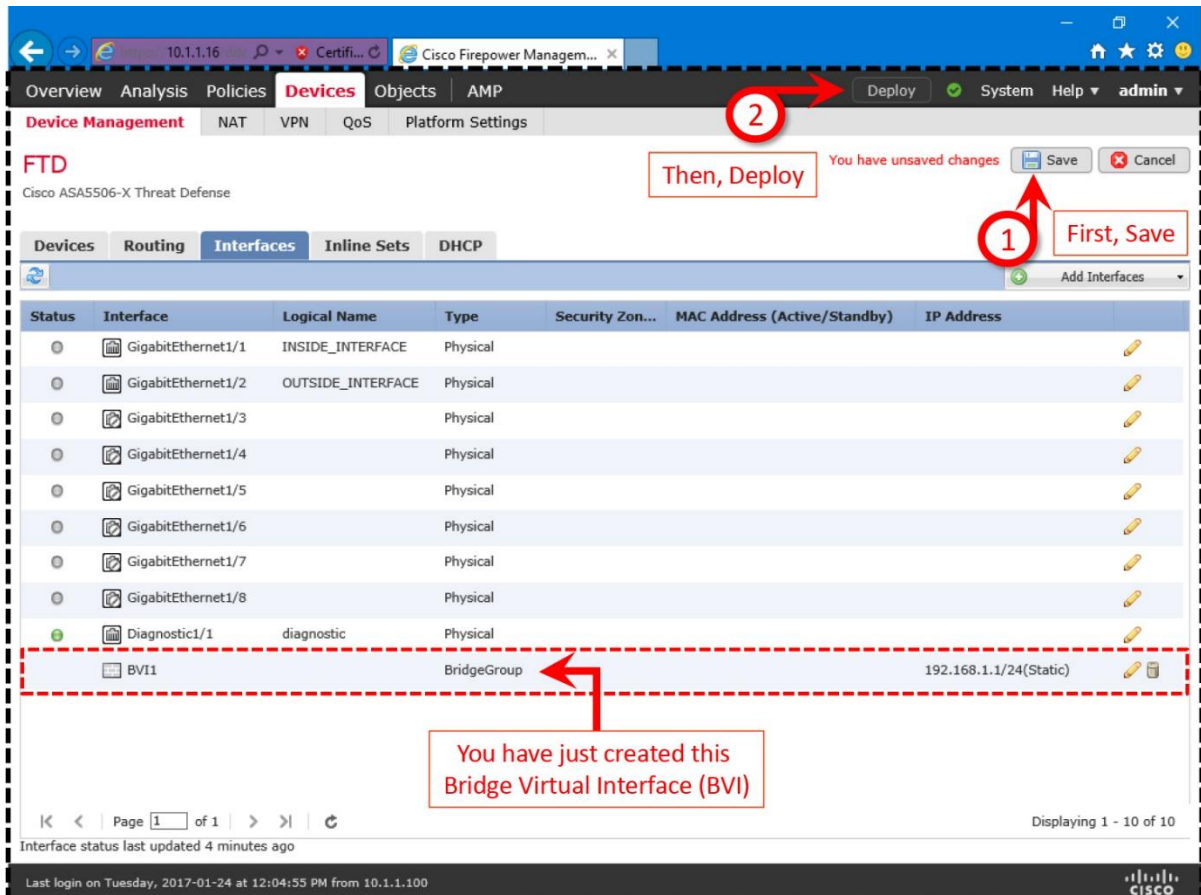 10.1.1.16
Certifi...
Cisco Firepower Managem...
Overview Analysis Policies Devices Objects AMP
Deploy System Help admin
Device Management NAT VPN QoS Platform Settings
2
FTD
Cisco ASA5506-X Threat Defense
Then, Deploy
You have unsaved changes Save Cancel
1
First, Save
Devices Routing Interfaces Inline Sets DHCP
Add Interfaces
Status Interface Logical Name Type Security Zon... MAC Address (Active/Standby) IP Address
GigabitEthernet1/1 INSIDE_INTERFACE Physical
GigabitEthernet1/2 OUTSIDE_INTERFACE Physical
GigabitEthernet1/3 Physical
GigabitEthernet1/4 Physical
GigabitEthernet1/5 Physical
GigabitEthernet1/6 Physical
GigabitEthernet1/7 Physical
GigabitEthernet1/8 Physical
Diagnostic1/1 diagnostic Physical
BVI1 BridgeGroup 192.168.1.1/24(Static)
You have just created this
Bridge Virtual Interface (BVI)
Page 1 of 1
Displaying 1 - 10 of 10
Interface status last updated 4 minutes ago
Last login on Tuesday, 2017-01-24 at 12:04:55 PM from 10.1.1.100
CISCO